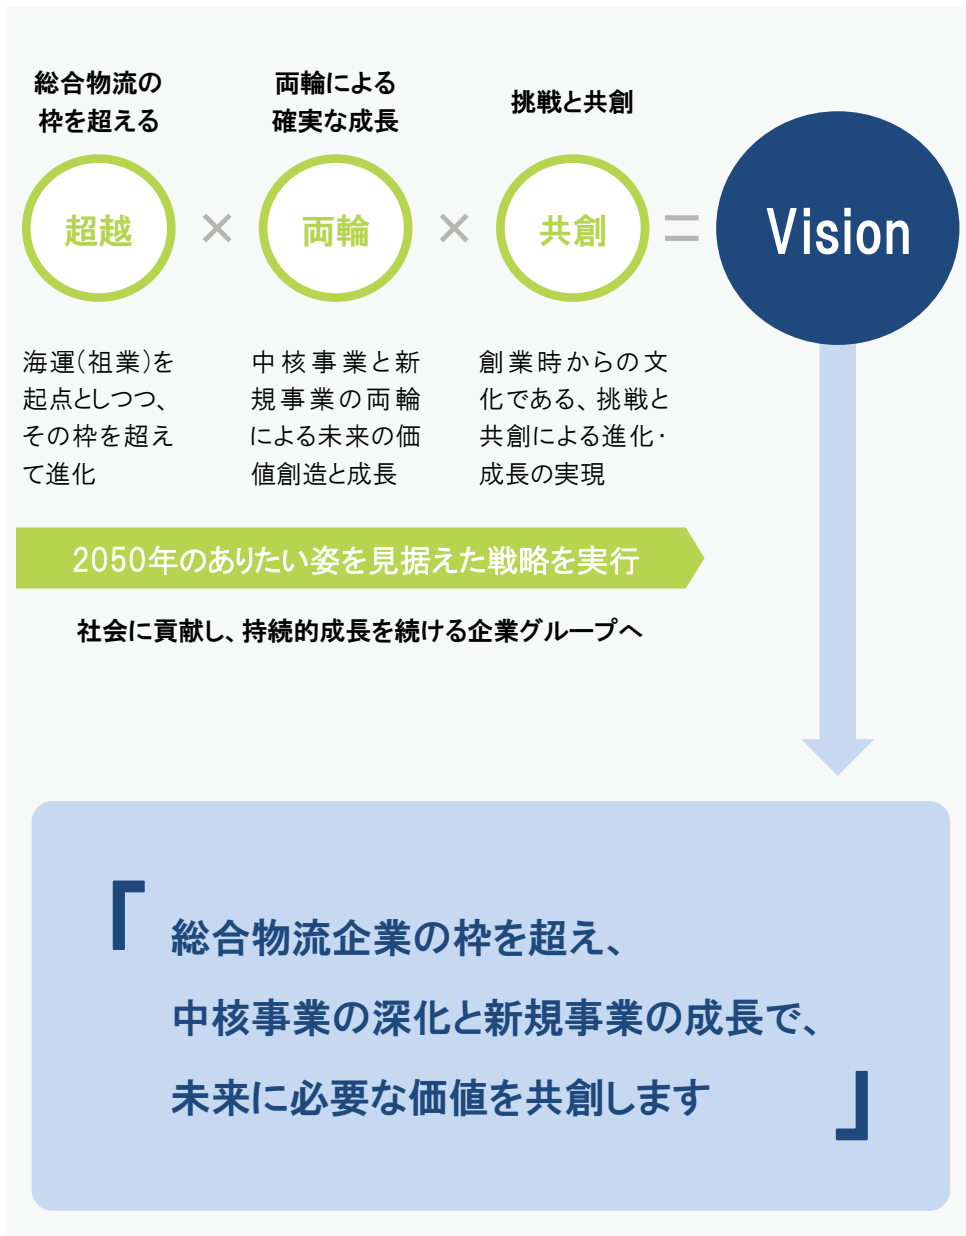 総合物流の
枠を超える
両輪による
確実な成長
挑戦と共創
超越 × 両輪 × 共創 = Vision
海運(祖業)を
起点としつつ、
その枠を超え
て進化
中核事業と新
規事業の両輪
による未来の価
値創造と成長
創業時からの文
化である、挑戦と
共創による進化・
成長の実現
2050年のありたい姿を見据えた戦略を実行
社会に貢献し、持続的成長を続ける企業グループへ
「総合物流企業の枠を超え、
中核事業の深化と新規事業の成長で、
未来に必要な価値を共創します」